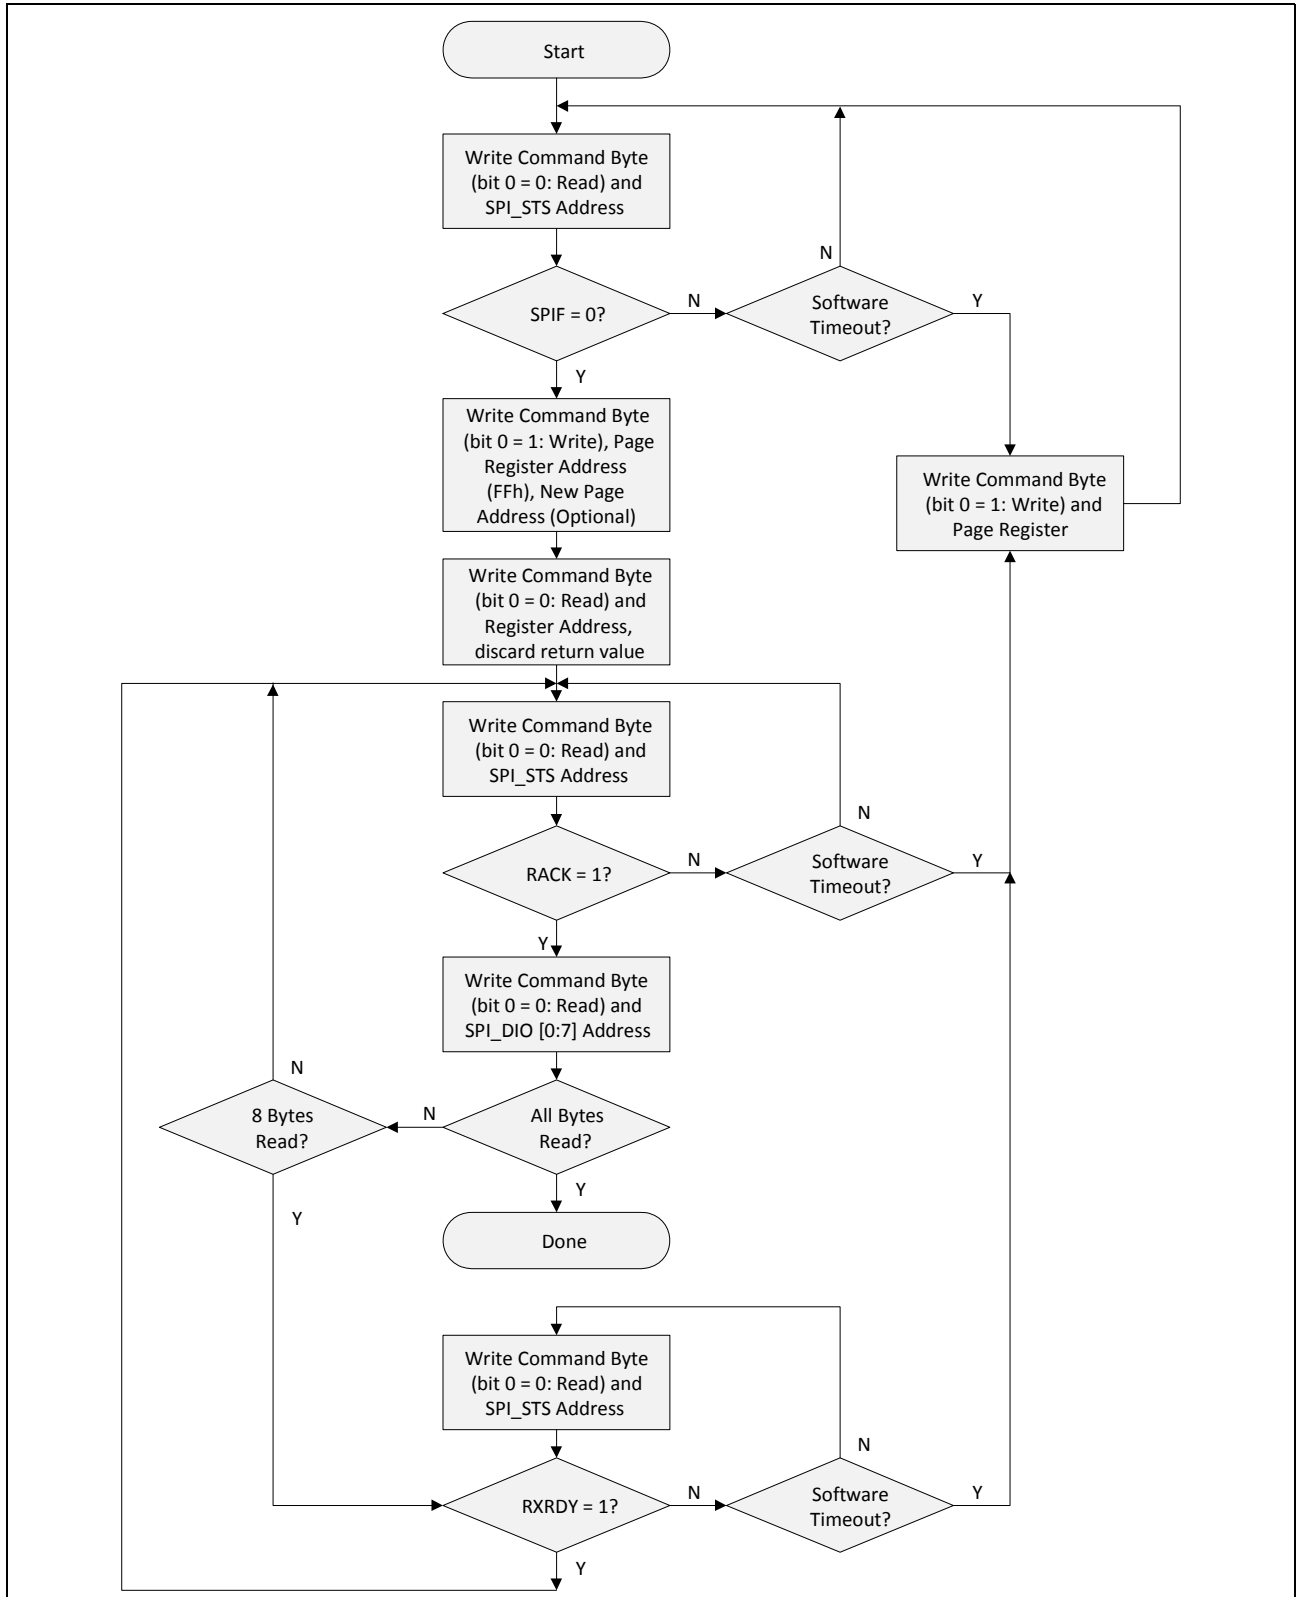 Start
Write Command Byte
(bit 0 = 0: Read) and
SPI_STS Address
N
SPIF = 0?
N
Software
Timeout?
Y
Y
Write Command Byte
(bit 0 = 1: Write), Page
Register Address
(FFh), New Page
Address (Optional)
Write Command Byte
(bit 0 = 1: Write) and
Page Register
Write Command Byte
(bit 0 = 0: Read) and
Register Address,
discard return value
Write Command Byte
(bit 0 = 0: Read) and
SPI_STS Address
N
RACK = 1?
N
Software
Timeout?
Y
Y
Write Command Byte
(bit 0 = 0: Read) and
SPI_DIO [0:7] Address
N
8 Bytes
Read?
N
All Bytes
Read?
Y
Y
Done
Write Command Byte
(bit 0 = 0: Read) and
SPI_STS Address
N
RXRDY = 1?
N
Software
Timeout?
Y
Y